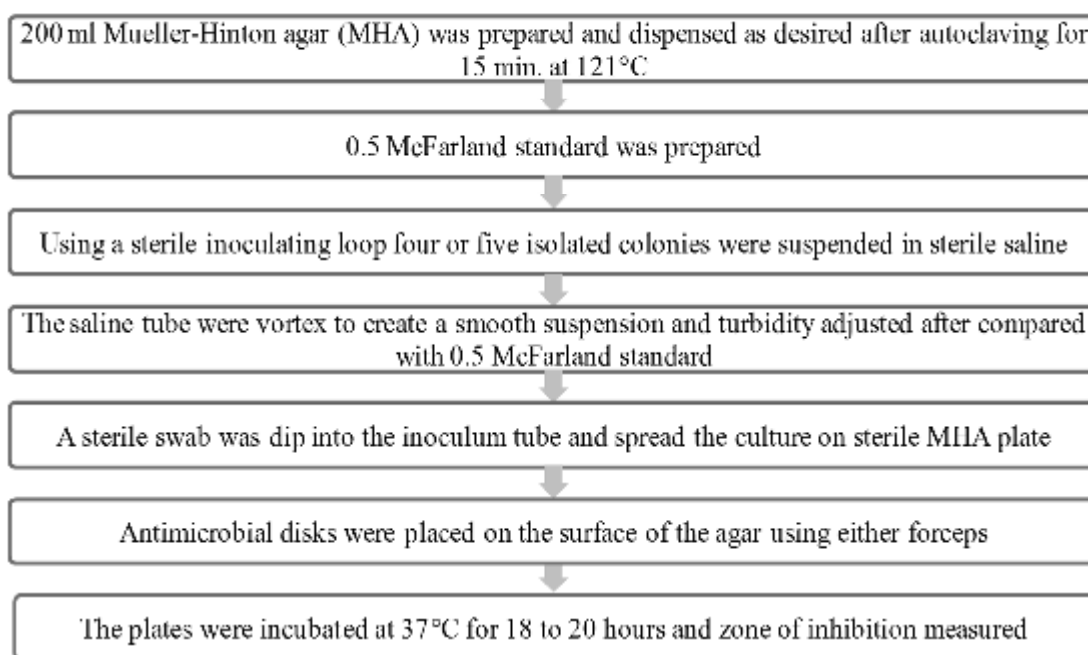 200 ml Mueller-Hinton agar (MHA) was prepared and dispensed as desired after autoclaving for
15 min. at 121°C
0.5 McFarland standard was prepared
Using a sterile inoculating loop four or five isolated colonies were suspended in sterile saline
The saline tube were vortex to create a smooth suspension and turbidity adjusted after compared
with 0.5 McFarland standard
A sterile swab was dip into the inoculum tube and spread the culture on sterile MHA plate
Antimicrobial disks were placed on the surface of the agar using either forceps
The plates were incubated at 37°C for 18 to 20 hours and zone of inhibition measured